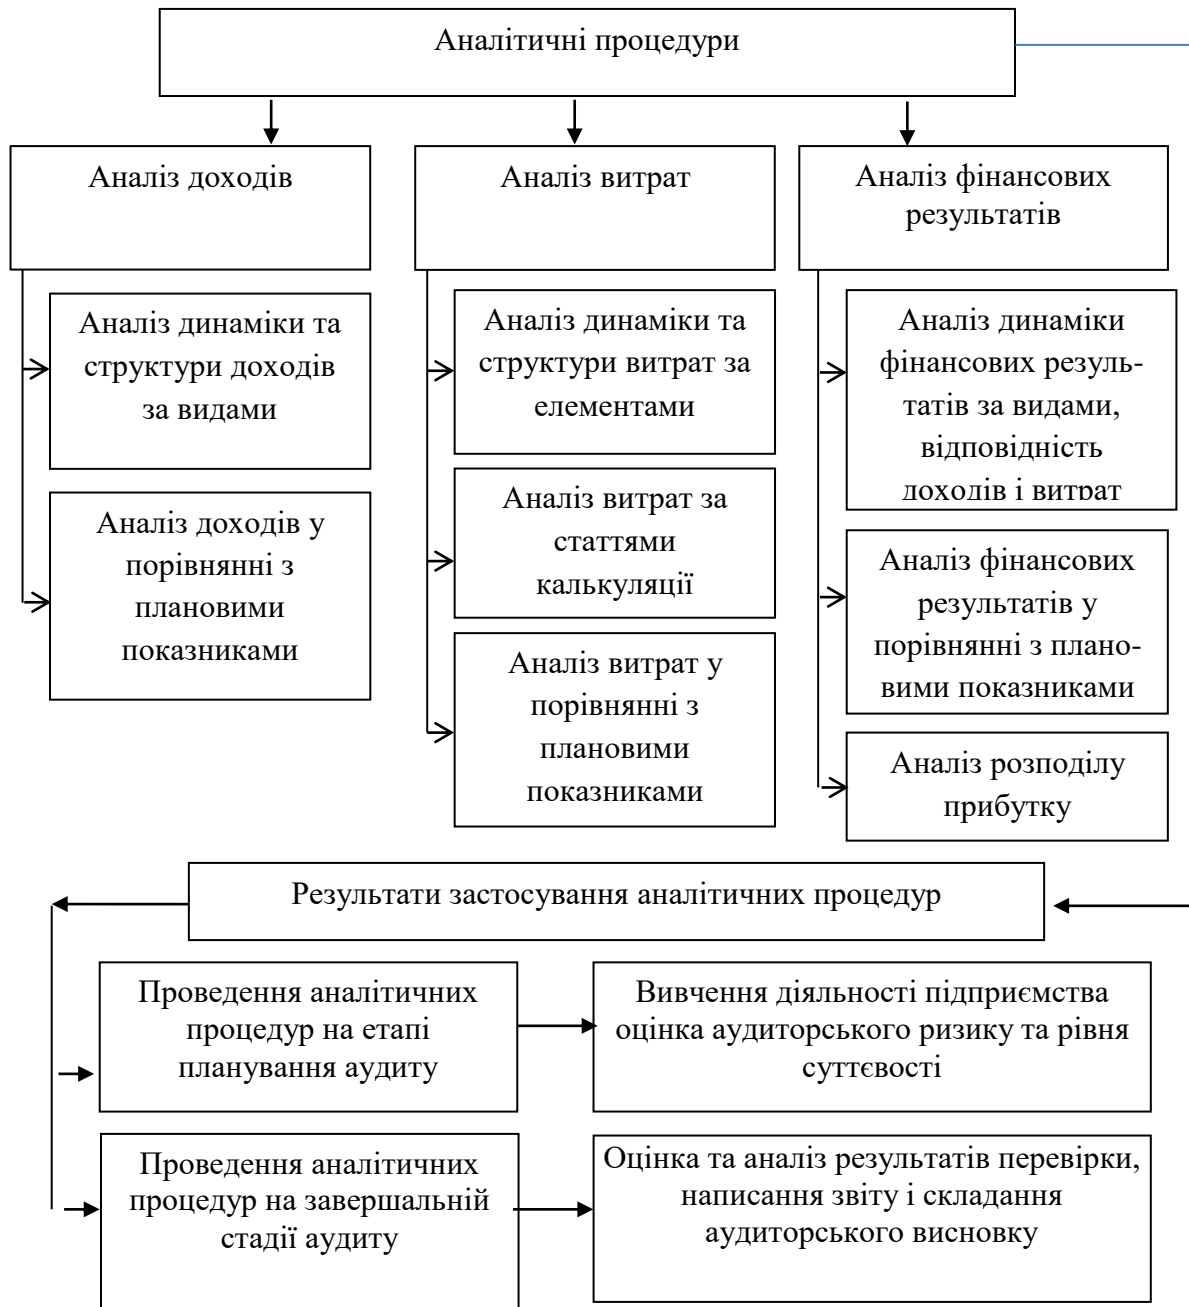 Аналітичні процедури
Аналіз доходів
Аналіз витрат
Аналіз фінансових
результатів
Аналіз динаміки та
структури доходів
за видами
Аналіз доходів у
порівнянні з
плановими
показниками
Аналіз динаміки та
структури витрат за
елементами
Аналіз витрат за
статтями
калькуляції
Аналіз витрат у
порівнянні з
плановими
показниками
Аналіз динаміки
фінансових резуль-
татів за видами,
відповідність
доходів і витрат
Аналіз фінансових
результатів у
порівнянні з плано-
вими показниками
Аналіз розподілу
прибутку
Результати застосування аналітичних процедур
Проведення аналітичних
процедур на етапі
планування аудиту
Вивчення діяльності підприємства
оцінка аудиторського ризику та рівня
суттєвості
Проведення аналітичних
процедур на завершальній
стадії аудиту
Оцінка та аналіз результатів перевірки,
написання звіту і складання
аудиторського висновку